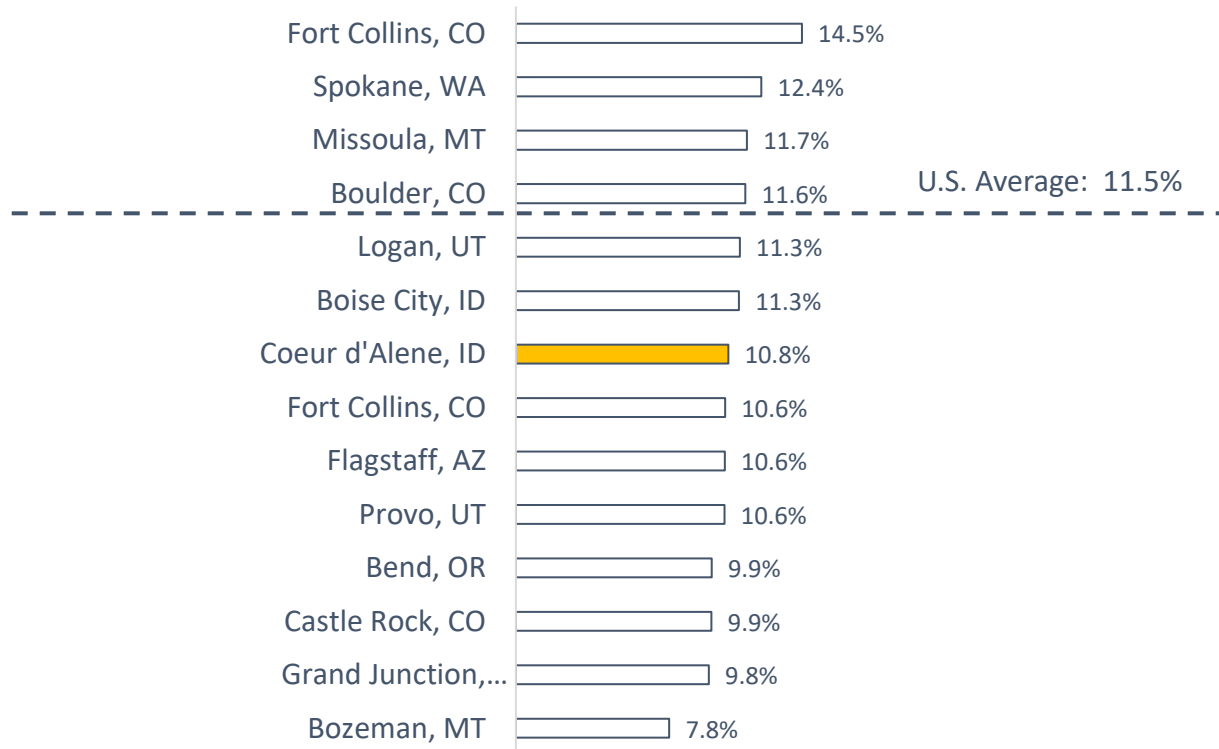 Fort Collins, CO 14.5%
Spokane, WA 12.4%
Missoula, MT 11.7%
Boulder, CO 11.6%
U.S. Average: 11.5%
Logan, UT 11.3%
Boise City, ID 11.3%
Coeur d'Alene, ID 10.8%
Fort Collins, CO 10.6%
Flagstaff, AZ 10.6%
Provo, UT 10.6%
Bend, OR 9.9%
Castle Rock, CO 9.9%
Grand Junction,... 9.8%
Bozeman, MT 7.8%